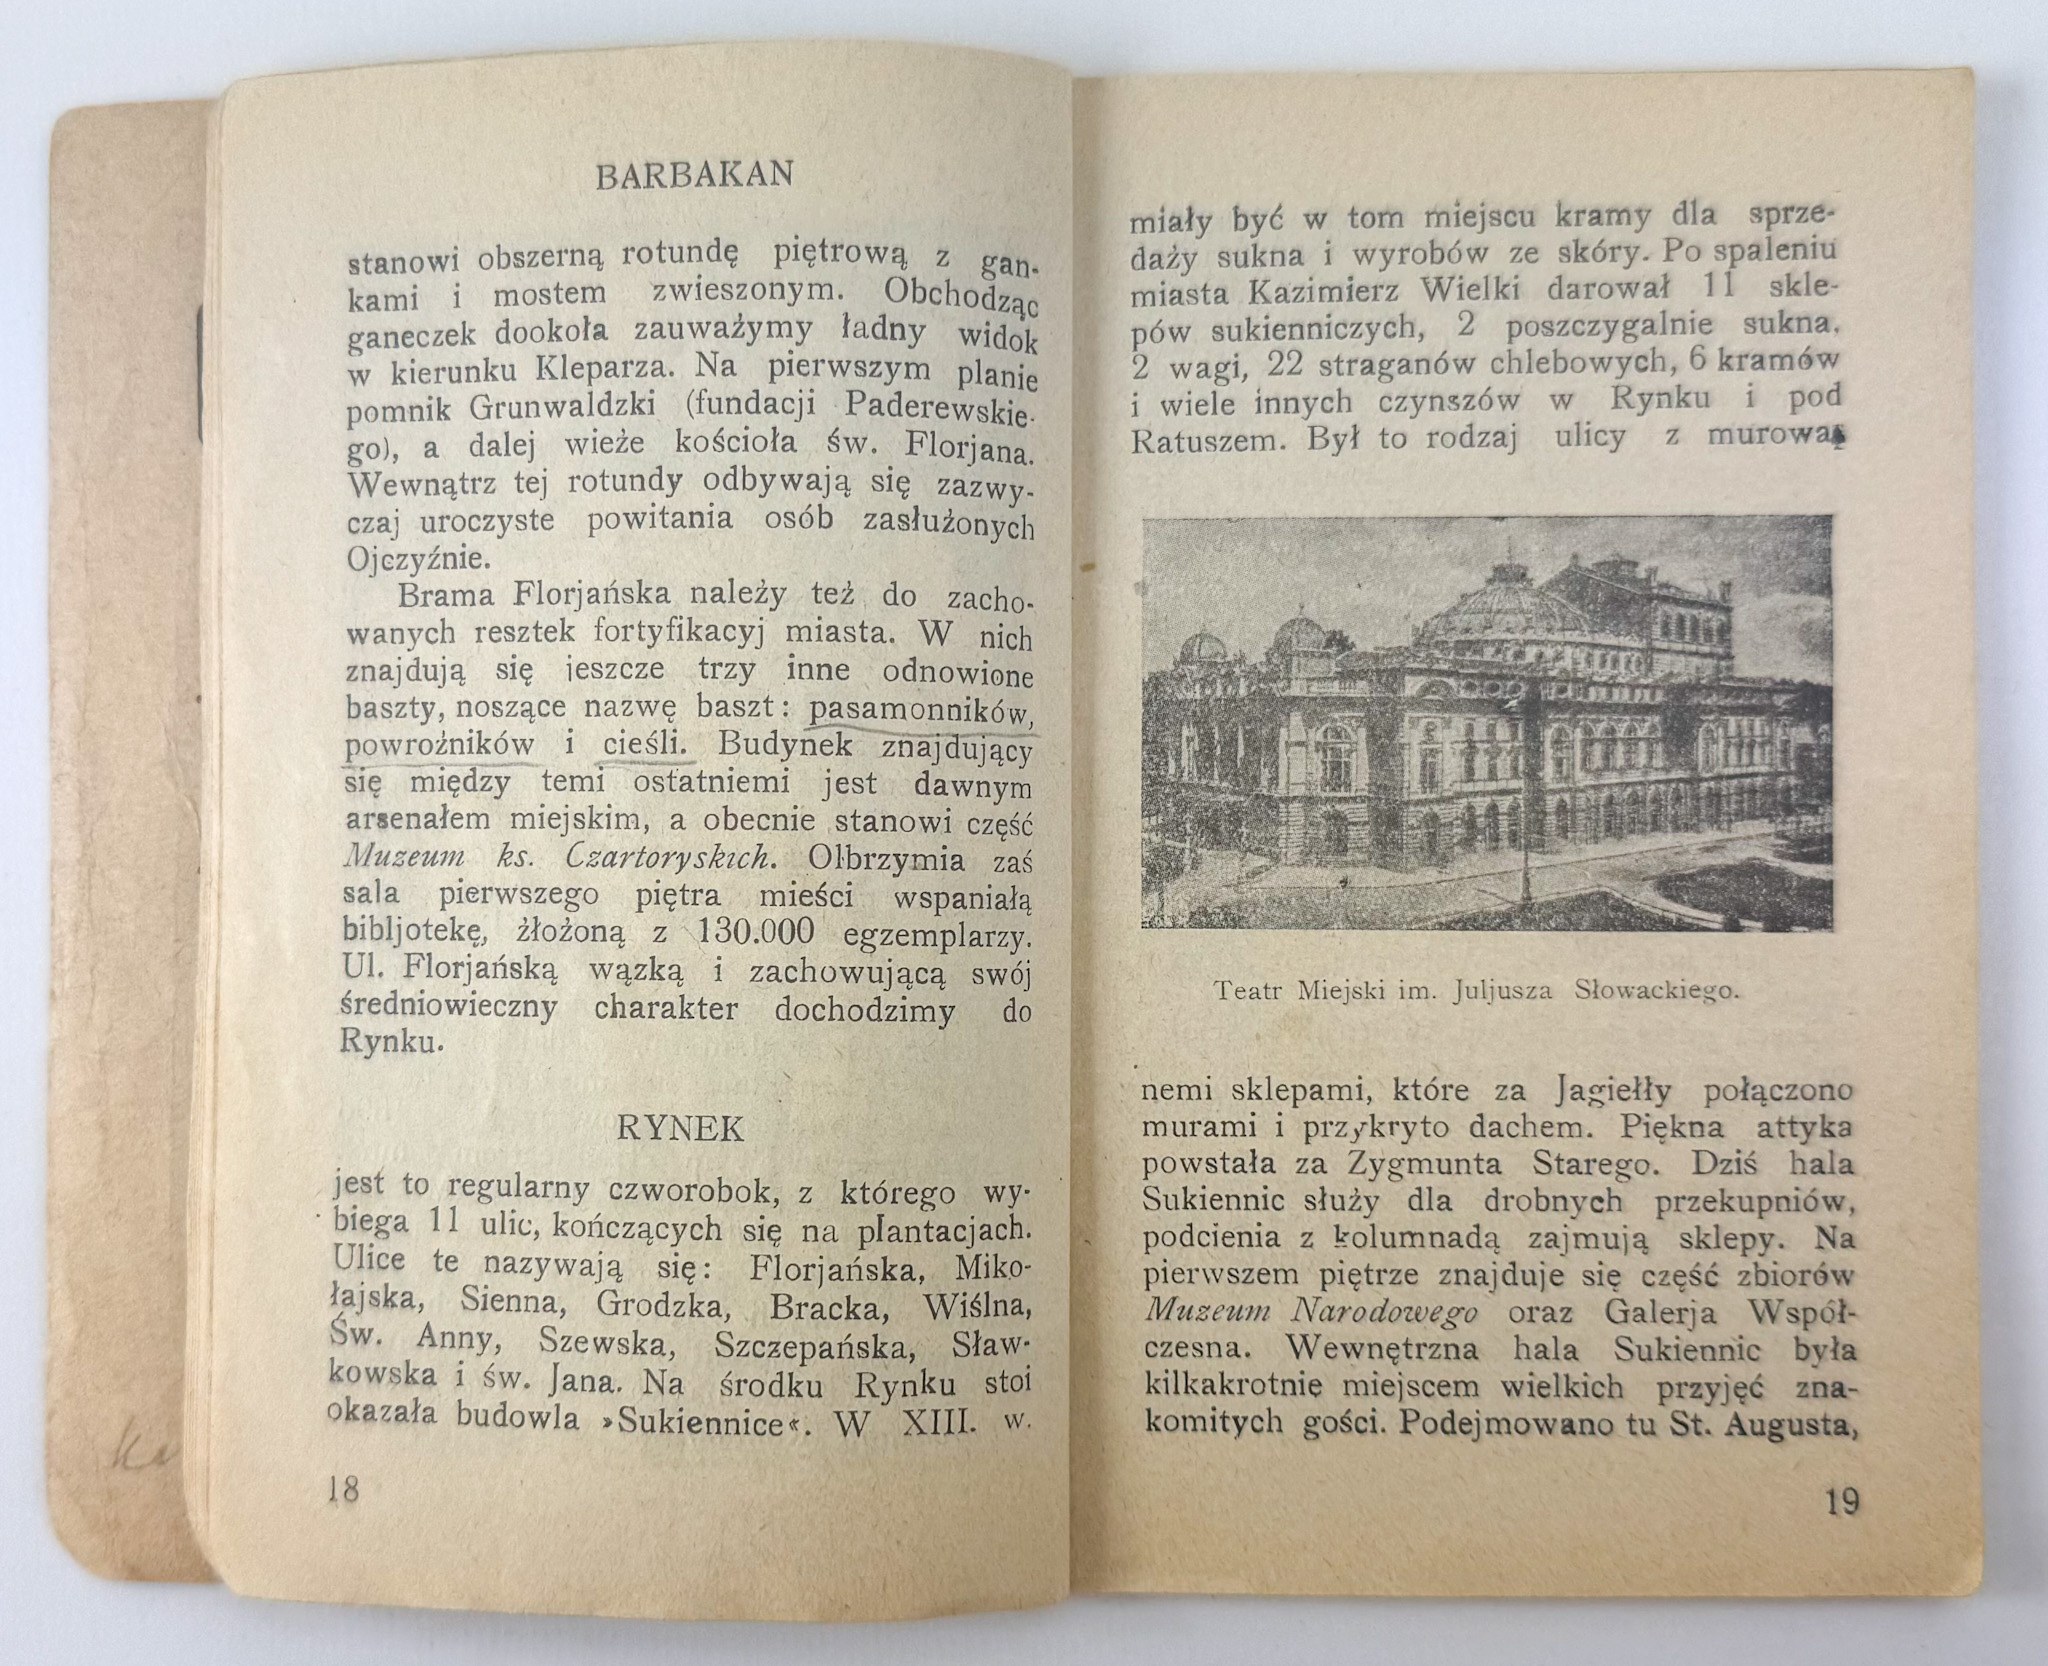 BARBAKAN
stanowi obszerną rotundę piętrową z gan-
kami i mostem zwieszonym. Obchodząc
ganeczek dookoła zauważymy ładny widok
w kierunku Kleparza. Na pierwszym planie
pomnik Grunwaldzki (fundacji Paderewskie-
go), a dalej wieże kościoła św. Florjana.
Wewnątrz tej rotundy odbywają się zazwy-
czaj uroczyste powitania osób zasłużonych
Ojczyźnie.
Brama Florjańska należy też do zacho-
wanych resztek fortyfikacyj miasta. W nich
znajdują się jeszcze trzy inne odnowione
baszty, noszące nazwę baszt: pasamonników,
powroźników i cieśli. Budynek znajdujący
się między temi ostatniemi jest dawnym
arsenałem miejskim, a obecnie stanowi część
Muzeum ks. Czartoryskich. Olbrzymia zaś
sala pierwszego piętra mieści wspaniałą
bibljotekę, żłożoną z 130.000 egzemplarzy.
Ul. Florjańską wązką i zachowującą swój
średniowieczny charakter dochodzimy do
Rynku.
RYNEK
jest to regularny czworobok, z którego wy-
biega 11 ulic, kończących się na plantacjach.
Ulice te nazywają się: Florjańska, Miko-
łajska, Sienna, Grodzka, Bracka, Wiślna,
Św. Anny, Szewska, Szczepańska, Sław-
kowska i św. Jana. Na środku Rynku stoi
okazała budowla »Sukiennice«. W XIII. w.
18
miały być w tom miejscu kramy dla sprze-
daży sukna i wyrobów ze skóry. Po spaleniu
miasta Kazimierz Wielki darował 11 skle-
pów sukienniczych, 2 poszczygalnie sukna,
2 wagi, 22 straganów chlebowych, 6 kramów
i wiele innych czynszów w Rynku i pod
Ratuszem. Był to rodzaj ulicy z murowa-
Teatr Miejski im. Juljusza Słowackiego.
nemi sklepami, które za Jagiełły połączono
murami i przykryto dachem. Piękna attyka
powstała za Zygmunta Starego. Dziś hala
Sukiennic służy dla drobnych przekupniów,
podcienia z kolumnadą zajmują sklepy. Na
pierwszem piętrze znajduje się część zbiorów
Muzeum Narodowego oraz Galerja Współ-
czesna. Wewnętrzna hala Sukiennic była
kilkakrotnię miejscem wielkich przyjęć zna-
komitych gości. Podejmowano tu St. Augusta,
19